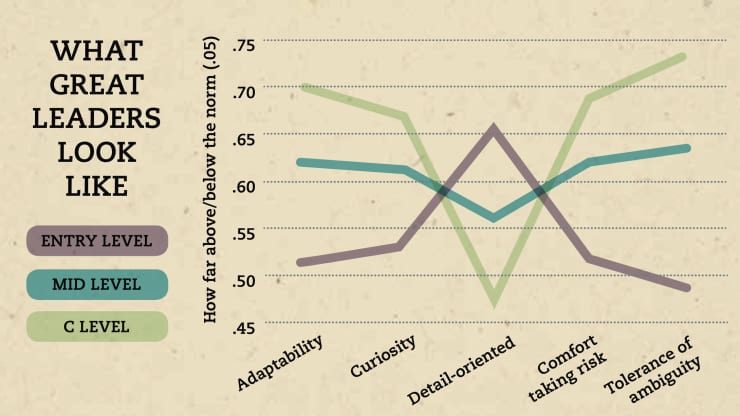 WHAT
GREAT
LEADERS
LOOK
LIKE
ENTRY LEVEL
MID LEVEL
C LEVEL
How far above/below the norm (.05)
.75
.70
.65
.60
.55
.50
.45
Adaptability
Curiosity
Detail-oriented
Comfort
taking risk
Tolerance of
ambiguity